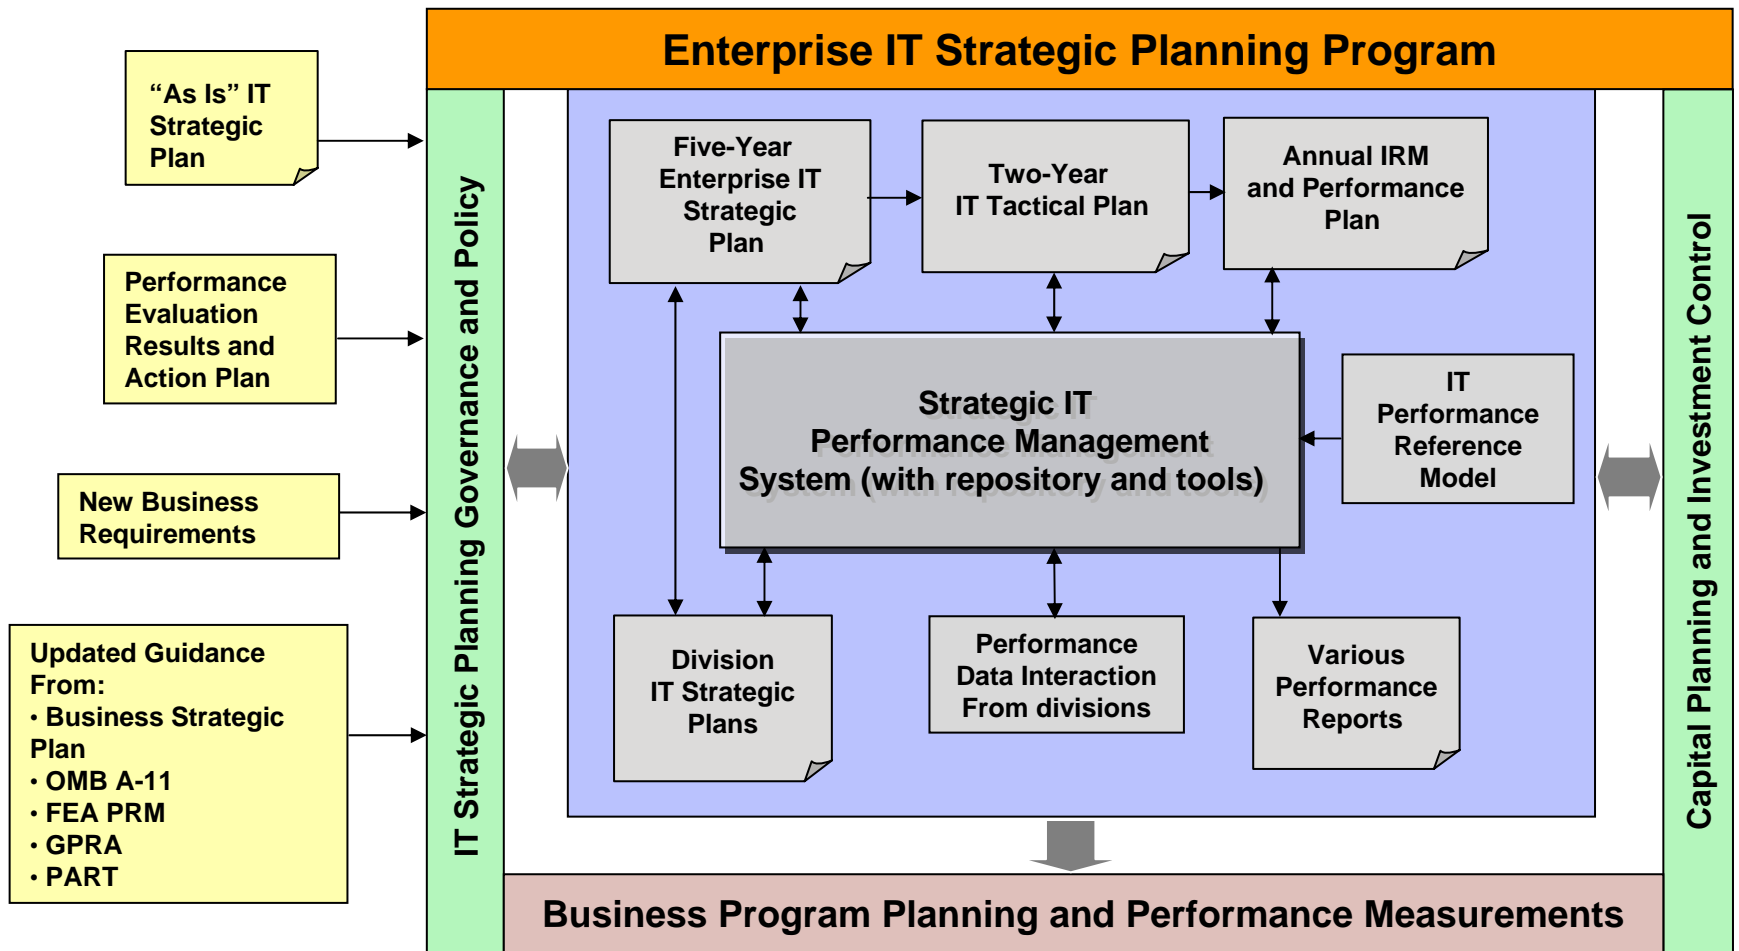 Enterprise IT Strategic Planning Program
“As Is” IT
Strategic
Plan
Performance
Evaluation
Results and
Action Plan
New Business
Requirements
Updated Guidance
From:
• Business Strategic
Plan
• OMB A-11
• FEA PRM
• GPRA
• PART
IT Strategic Planning Governance and Policy
Five-Year
Enterprise IT
Strategic
Plan
Two-Year
IT Tactical Plan
Annual IRM
and Performance
Plan
Strategic IT
Performance Management
System (with repository and tools)
IT
Performance
Reference
Model
Division
IT Strategic
Plans
Performance
Data Interaction
From divisions
Various
Performance
Reports
Capital Planning and Investment Control
Business Program Planning and Performance Measurements